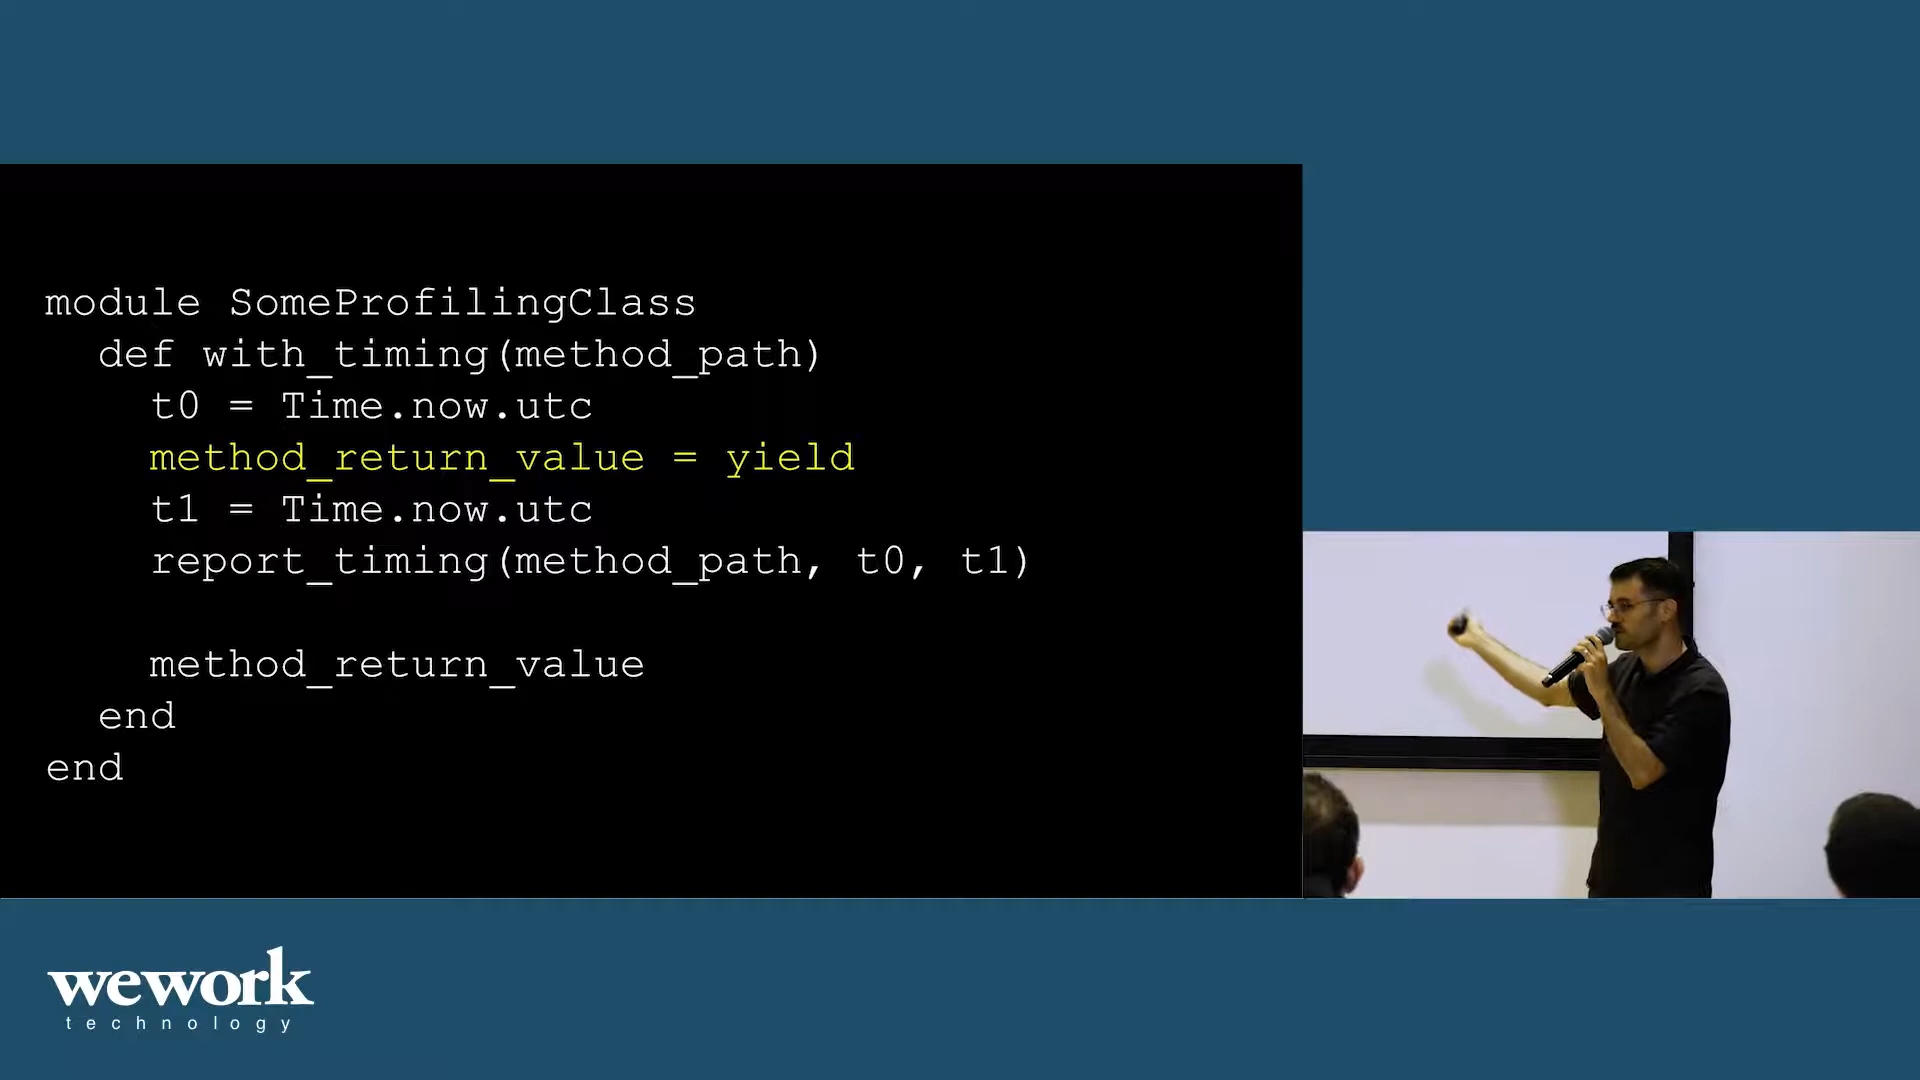 module SomeProfilingClass
  def with_timing(method_path)
    t0 = Time.now.utc
    method_return_value = yield
    t1 = Time.now.utc
    report_timing(method_path, t0, t1)

    method_return_value
  end
end
wework
technology